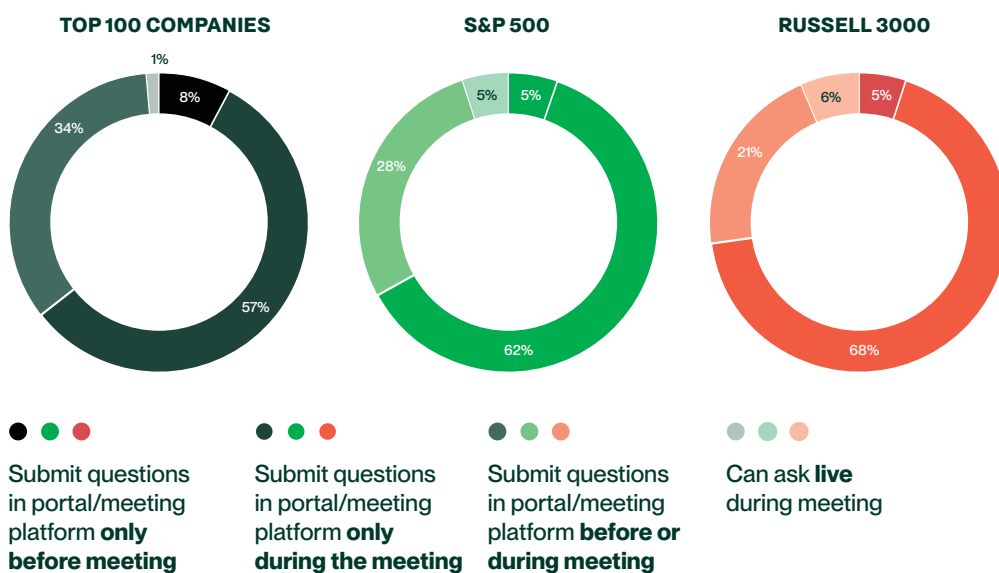 TOP 100 COMPANIES
1%
8%
34%
57%
S&P 500
5%
5%
28%
62%
RUSSELL 3000
6%
5%
21%
68%
Submit questions
in portal/meeting
platform only
before meeting
Submit questions
in portal/meeting
platform only
during the meeting
Submit questions
in portal/meeting
platform before or
during meeting
Can ask live
during meeting